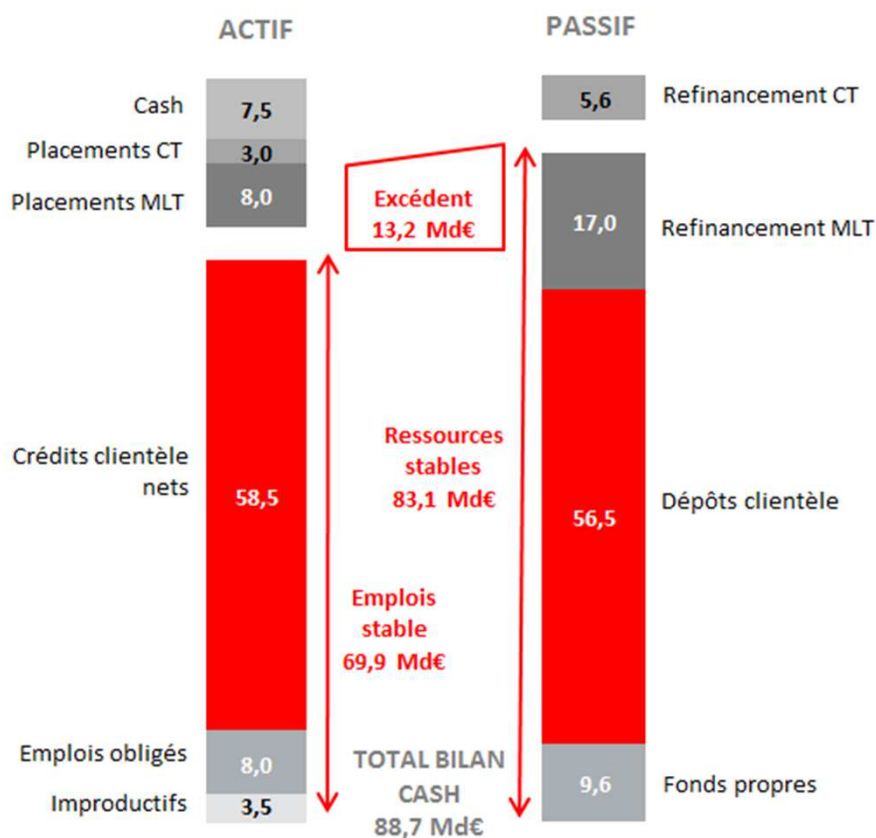 ACTIF
PASSIF
Cash
7,5
5,6
Refinancement CT
Placements CT
3,0
Placements MLT
8,0
Excédent
13,2 Md€
17,0
Refinancement MLT
Crédits clientèle
nets
58,5
Ressources
stables
83,1 Md€
56,5
Dépôts clientèle
Emplois
stable
69,9 Md€
Emplois obligés
8,0
Improductifs
3,5
TOTAL BILAN
CASH
88,7 Md€
9,6
Fonds propres